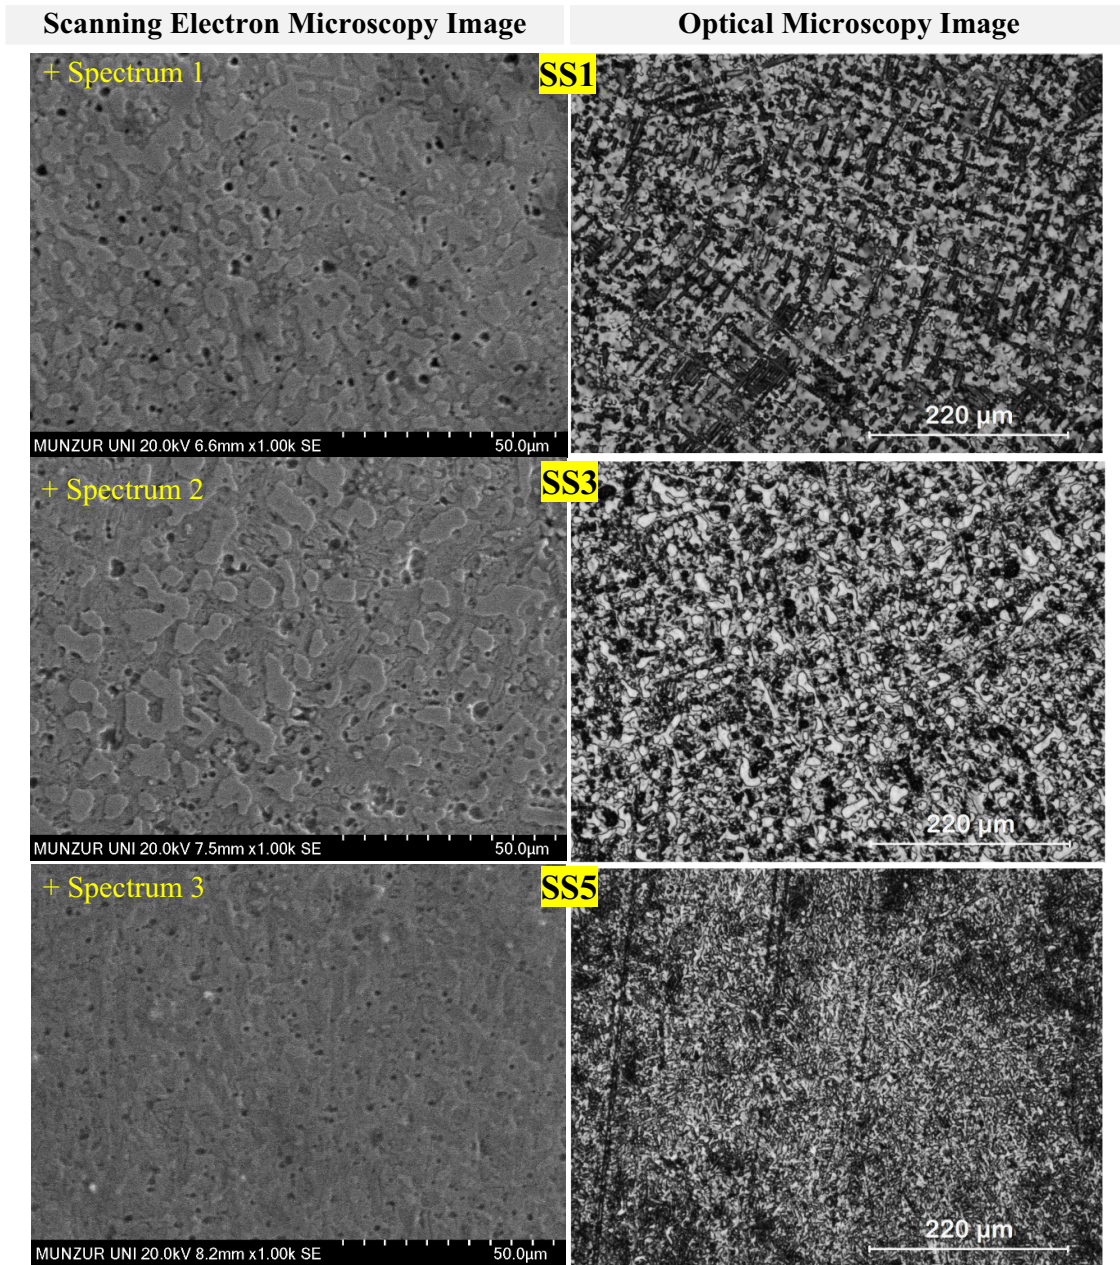 Scanning Electron Microscopy Image
Optical Microscopy Image
+ Spectrum 1
SS1
220 µm
MUNZUR UNI 20.0kV 6.6mm x1.00k SE
50.0µm
+ Spectrum 2
SS3
220 µm
MUNZUR UNI 20.0kV 7.5mm x1.00k SE
50.0µm
+ Spectrum 3
SS5
220 µm
MUNZUR UNI 20.0kV 8.2mm x1.00k SE
50.0µm